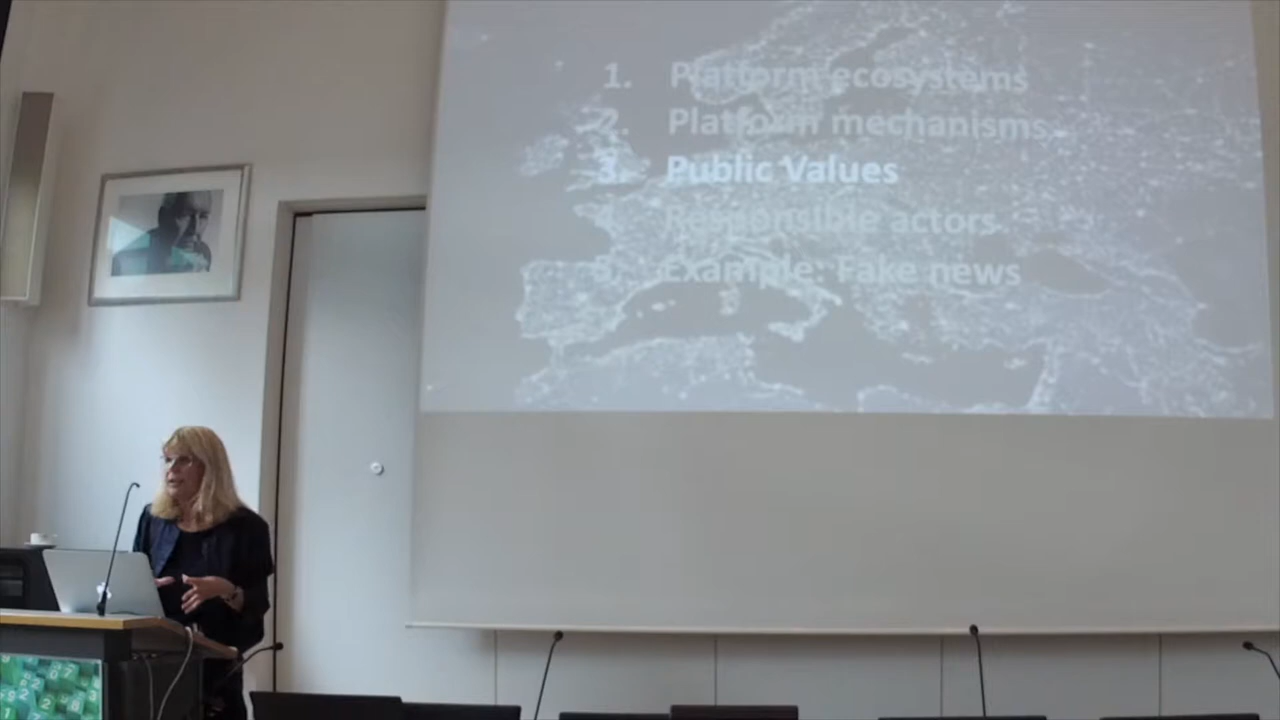 1. Platform ecosystems
2. Platform mechanisms
3. Public Values
4. Responsible actors
5. Example: Fake news